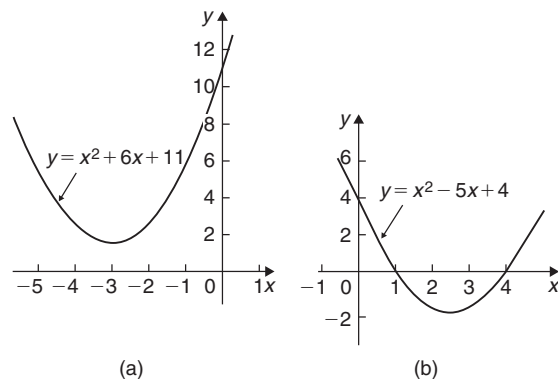 y
12
10
8
6
4
2
y = x² + 6x + 11
−5 −4 −3 −2 −1 0 1 x
(a)
y
6
4
2
y = x² − 5x + 4
−1 0 1 2 3 4 x
−2
(b)